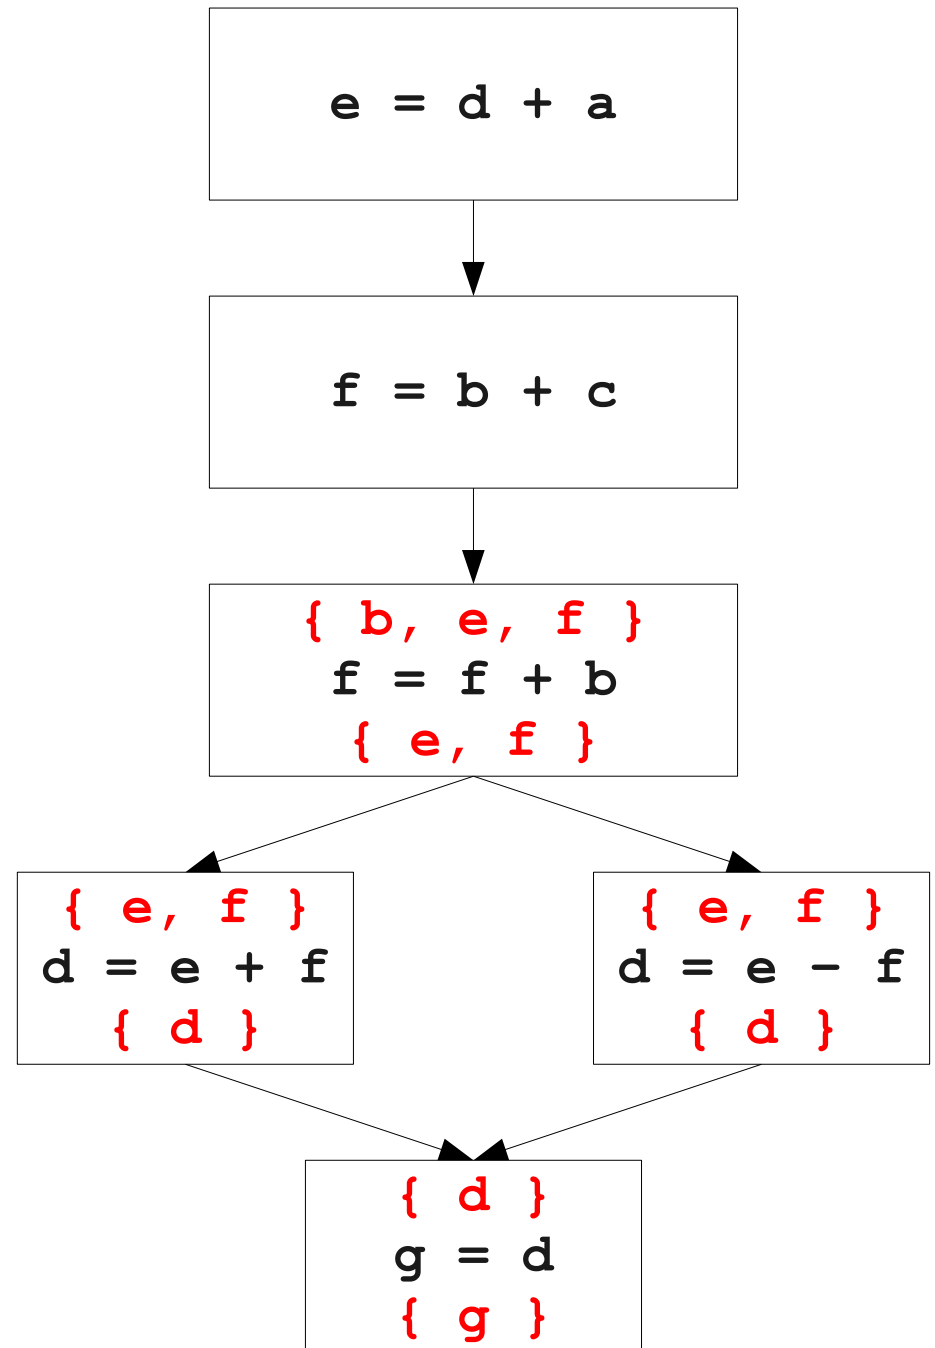 e = d + a
f = b + c
{ b, e, f }
f = f + b
{ e, f }
{ e, f }
d = e + f
{ d }
{ e, f }
d = e - f
{ d }
{ d }
g = d
{ g }